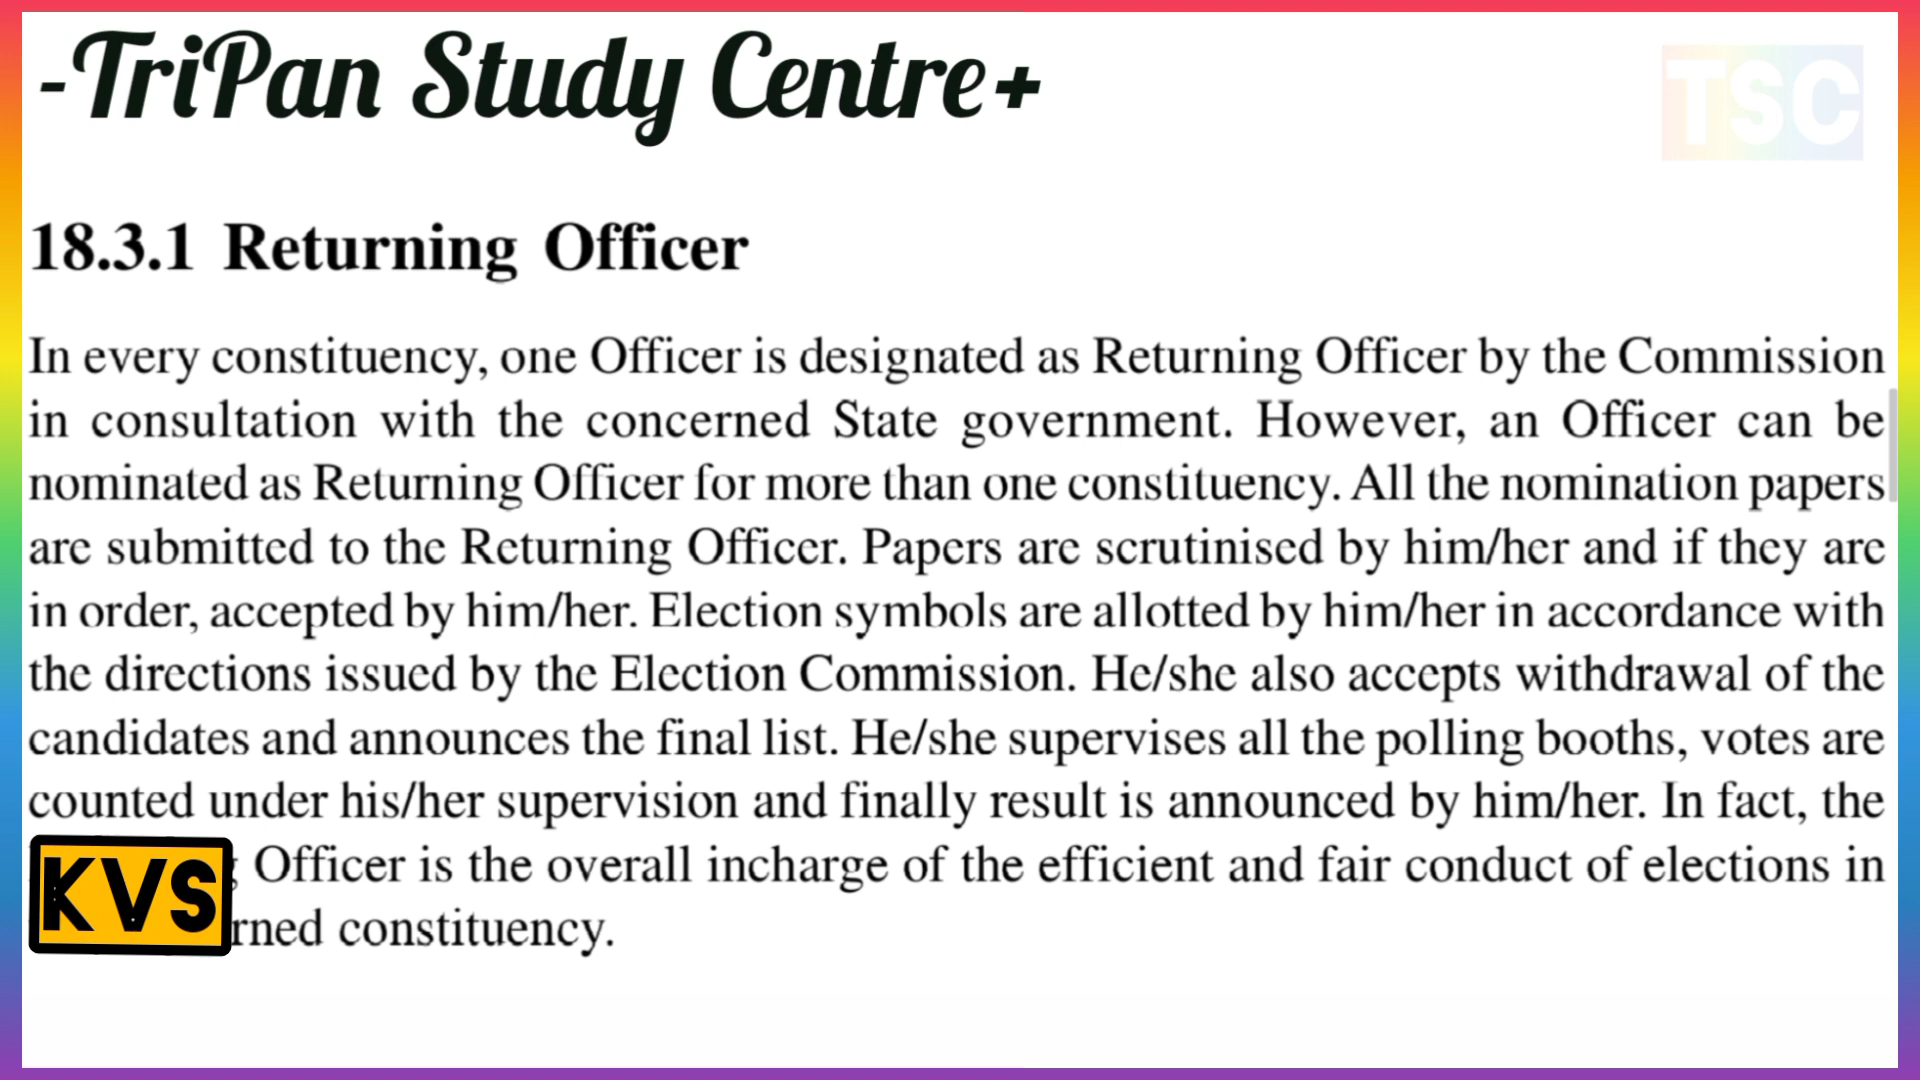 -TriPan Study Centre+
TSC
18.3.1 Returning Officer
In every constituency, one Officer is designated as Returning Officer by the Commission
in consultation with the concerned State government. However, an Officer can be
nominated as Returning Officer for more than one constituency. All the nomination papers
are submitted to the Returning Officer. Papers are scrutinised by him/her and if they are
in order, accepted by him/her. Election symbols are allotted by him/her in accordance with
the directions issued by the Election Commission. He/she also accepts withdrawal of the
candidates and announces the final list. He/she supervises all the polling booths, votes are
counted under his/her supervision and finally result is announced by him/her. In fact, the
Officer is the overall incharge of the efficient and fair conduct of elections in
KVS
rned constituency.